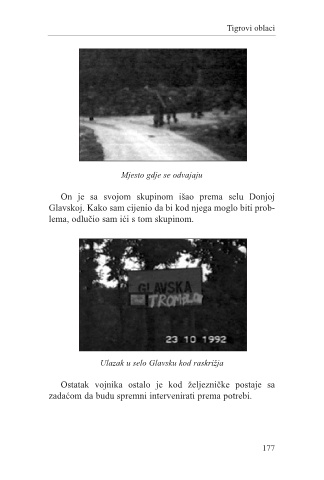 Tigrovi oblaci
Mjesto gdje se odvajaju
On je sa svojom skupinom išao prema selu Donjoj
Glavskoj. Kako sam cijenio da bi kod njega moglo biti prob-
lema, odlučio sam ići s tom skupinom.
GLAVSKA
23 10 1992
Ulazak u selo Glavsku kod raskrižja
Ostatak vojnika ostalo je kod željezničke postaje sa
zadaćom da budu spremni intervenirati prema potrebi.
177